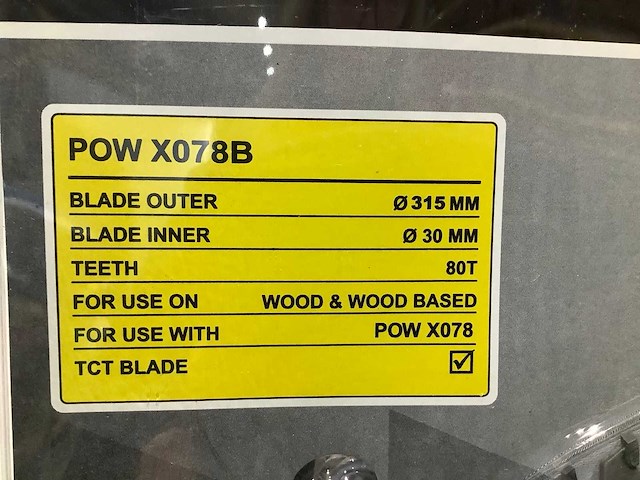 POW X078B
BLADE OUTER Ø 315 MM
BLADE INNER Ø 30 MM
TEETH 80T
FOR USE ON WOOD & WOOD BASED
FOR USE WITH POW X078
TCT BLADE ☑